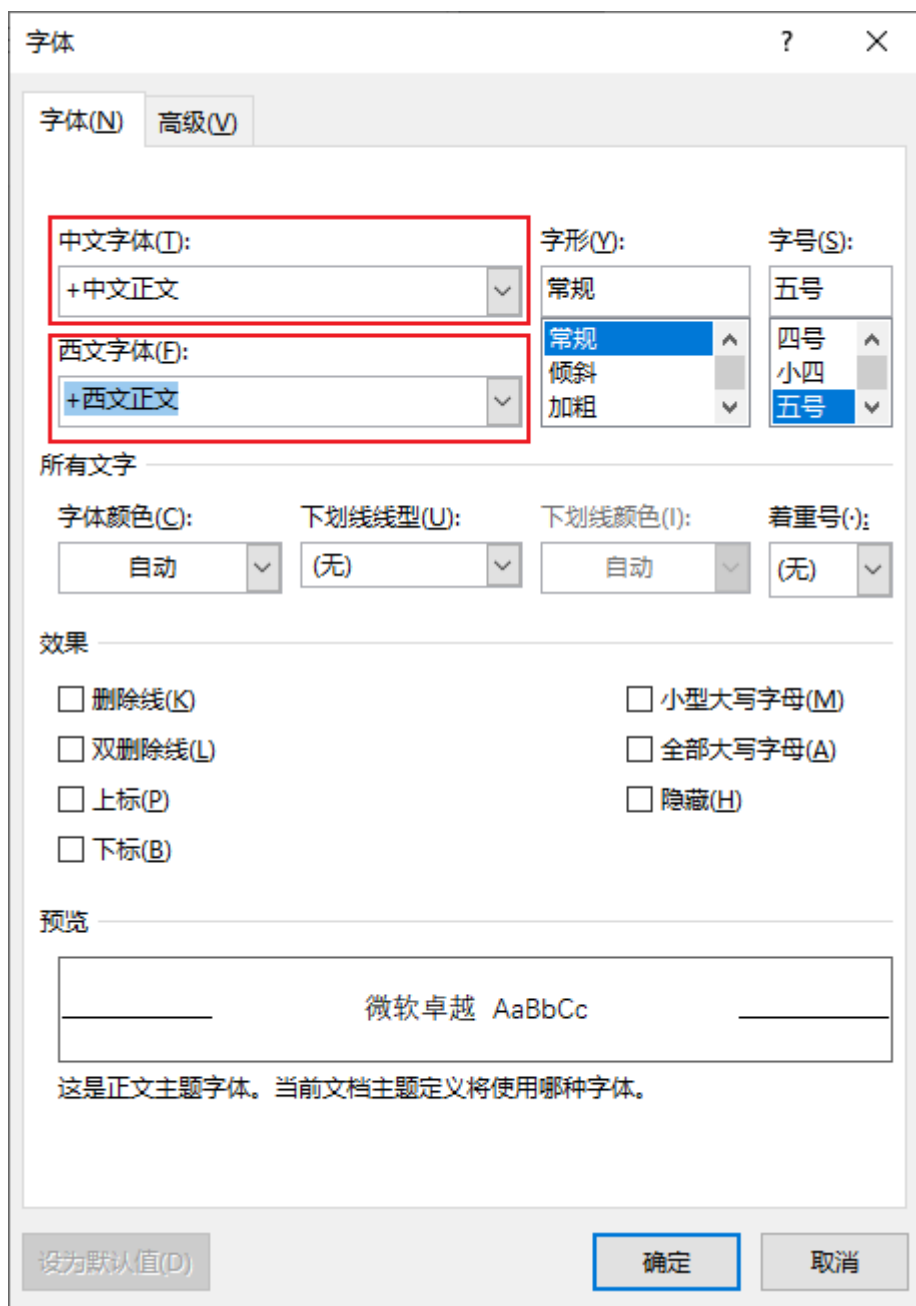 字体 ?
字体(N) 高级(V)
中文字体(T): 字形(Y): 字号(S):
+中文正文 常规 五号
常规 四号
西文字体(F): 倾斜 小四
+西文正文 加粗 五号
所有文字
字体颜色(C): 下划线线型(U): 下划线颜色(I): 着重号(·):
自动 (无) 自动 (无)
效果
删除线(K) 小型大写字母(M)
双删除线(L) 全部大写字母(A)
上标(P) 隐藏(H)
下标(B)
预览
微软卓越 AaBbCc
这是正文主题字体。当前文档主题定义将使用哪种字体。
设为默认值(D) 确定 取消